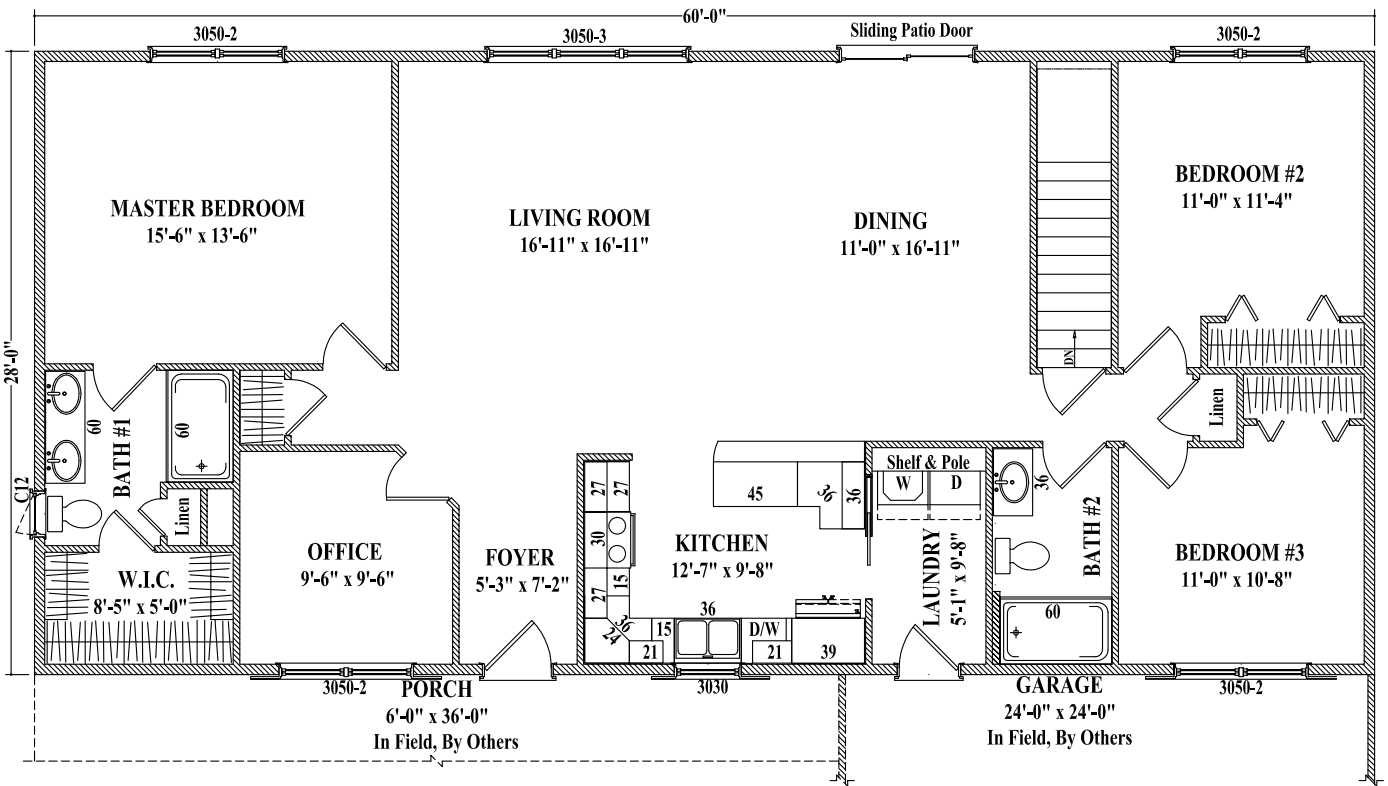 60'-0"
3050-2
3050-3
Sliding Patio Door
3050-2
28'-0"
MASTER BEDROOM
15'-6" x 13'-6"
LIVING ROOM
16'-11" x 16'-11"
DINING
11'-0" x 16'-11"
BEDROOM #2
11'-0" x 11'-4"
DN
60
BATH #1
60
C12
Linen
W.I.C.
8'-5" x 5'-0"
OFFICE
9'-6" x 9'-6"
FOYER
5'-3" x 7'-2"
27
27
30
27
15
36
24
21
15
36
D/W
21
39
45
36
36
KITCHEN
12'-7" x 9'-8"
Shelf & Pole
W
D
LAUNDRY
5'-1" x 9'-8"
36
BATH #2
60
Linen
BEDROOM #3
11'-0" x 10'-8"
3050-2
PORCH
6'-0" x 36'-0"
In Field, By Others
3030
GARAGE
24'-0" x 24'-0"
In Field, By Others
3050-2